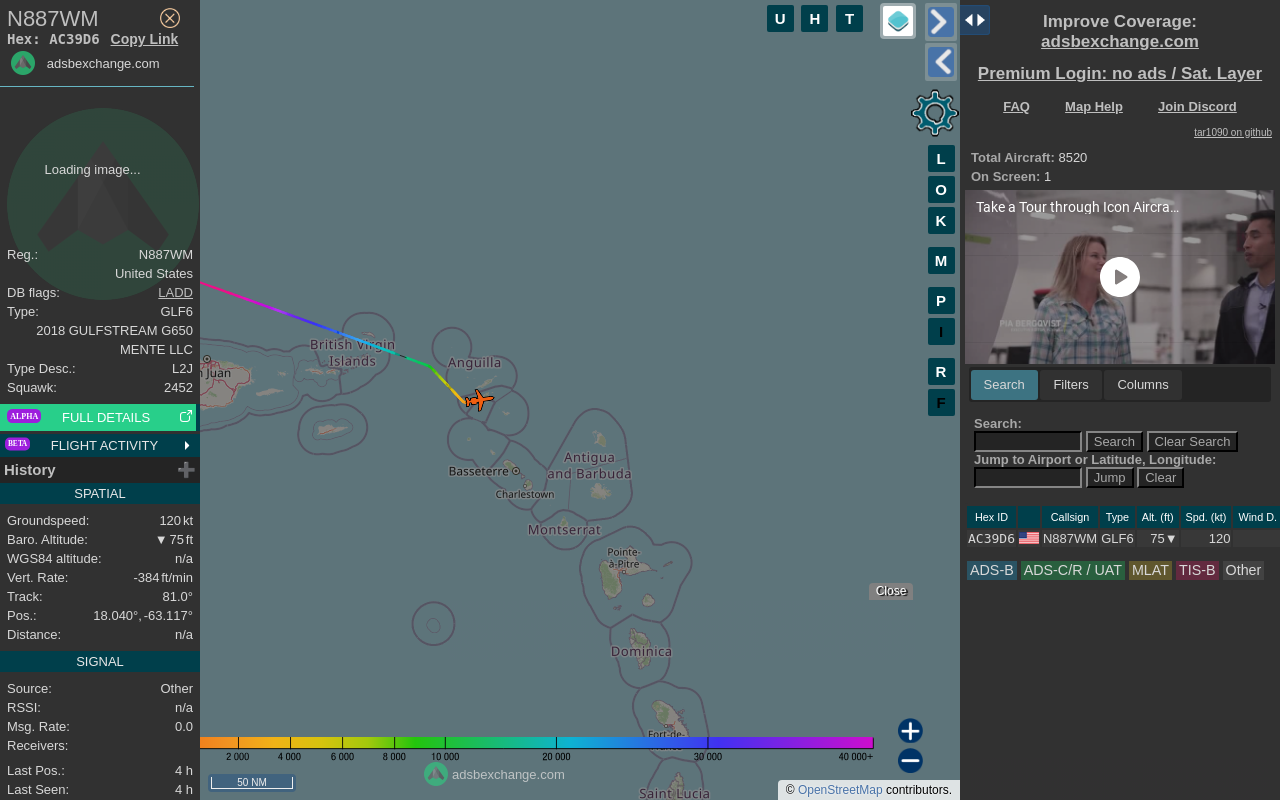 N887WM
Hex: AC39D6 Copy Link
adsbexchange.com
Loading image...
Reg.: N887WM
United States
DB flags: LADD
Type: GLF6
2018 GULFSTREAM G650
MENTE LLC
Type Desc.: L2J
Squawk: 2452
ALPHA FULL DETAILS
BETA FLIGHT ACTIVITY
History
SPATIAL
Groundspeed: 120 kt
Baro. Altitude: ▼ 75 ft
WGS84 altitude: n/a
Vert. Rate: -384 ft/min
Track: 81.0°
Pos.: 18.040°, -63.117°
Distance: n/a
SIGNAL
Source: Other
RSSI: n/a
Msg. Rate: 0.0
Receivers:
Last Pos.: 4 h
Last Seen: 4 h
U H T
L
O
K
M
P
I
R
F
British Virgin
Islands
Anguilla
n Juan
Basseterre
Charlestown
Antigua
and Barbuda
Montserrat
Pointe-
à-Pitre
Dominica
Fort-de-
Saint Lucia
Close
2 000 4 000 6 000 8 000 10 000 20 000 30 000 40 000+
50 NM
adsbexchange.com
© OpenStreetMap contributors.
Improve Coverage:
adsbexchange.com
Premium Login: no ads / Sat. Layer
FAQ Map Help Join Discord
tar1090 on github
Total Aircraft: 8520
On Screen: 1
Take a Tour through Icon Aircra…
PIA BERGQVIST
Search Filters Columns
Search:
Search Clear Search
Jump to Airport or Latitude, Longitude:
Jump Clear
Hex ID Callsign Type Alt. (ft) Spd. (kt) Wind D.
AC39D6 N887WM GLF6 75▼ 120
ADS-B ADS-C/R / UAT MLAT TIS-B Other